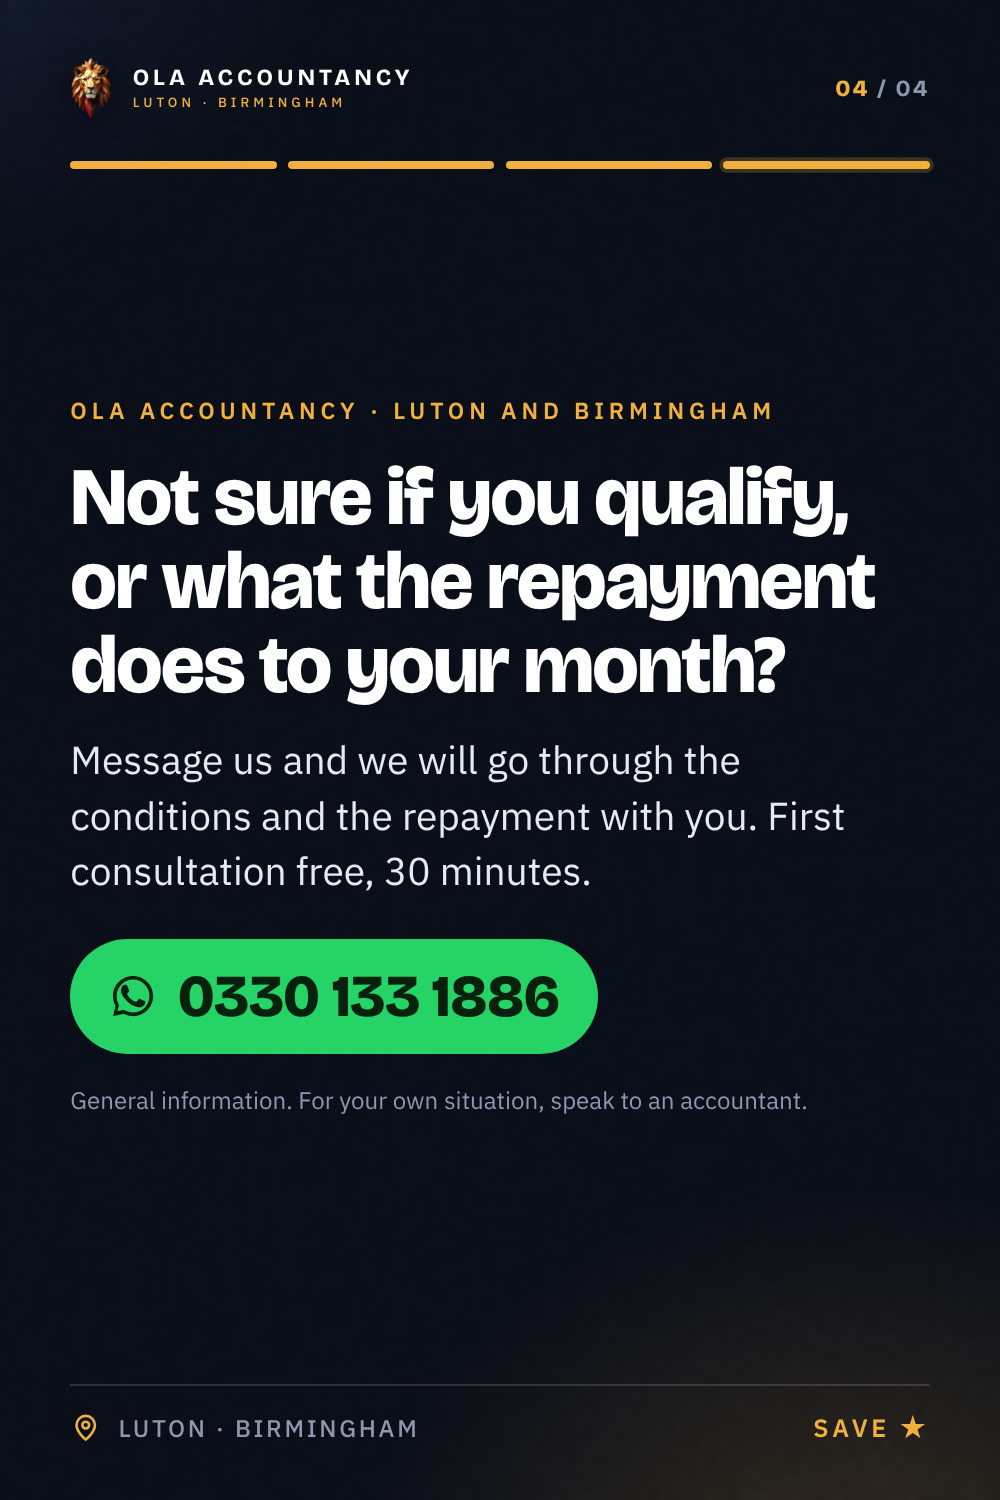 OLA ACCOUNTANCY
LUTON · BIRMINGHAM
04 / 04
OLA ACCOUNTANCY · LUTON AND BIRMINGHAM
Not sure if you qualify,
or what the repayment
does to your month?
Message us and we will go through the
conditions and the repayment with you. First
consultation free, 30 minutes.
0330 133 1886
General information. For your own situation, speak to an accountant.
LUTON · BIRMINGHAM
SAVE ★